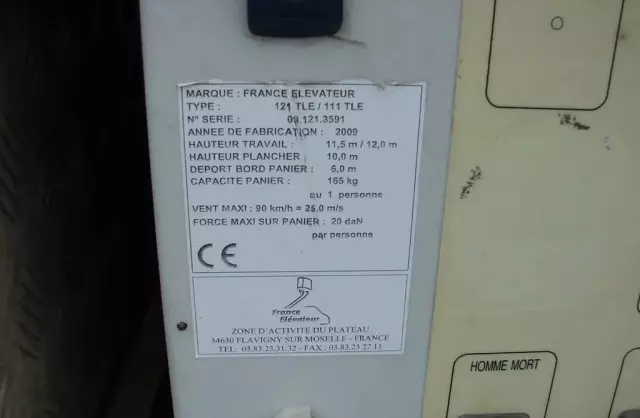 MARQUE : FRANCE ELEVATEUR
TYPE : 121 TLE / 111 TLE
N° SERIE : 09.121.3591
ANNEE DE FABRICATION : 2009
HAUTEUR TRAVAIL : 11,5 m / 12,0 m
HAUTEUR PLANCHER : 10,0 m
DEPORT BORD PANIER : 6,0 m
CAPACITE PANIER : 165 kg
ou 1 personne
VENT MAXI : 90 km/h = 25,0 m/s
FORCE MAXI SUR PANIER : 20 daN
par personne
CE
France
Elévateur
ZONE D'ACTIVITE DU PLATEAU
54630 FLAVIGNY SUR MOSELLE - FRANCE
TEL: 03.83.23.31.32 - FAX : 03.83.23.27.11
HOMME MORT